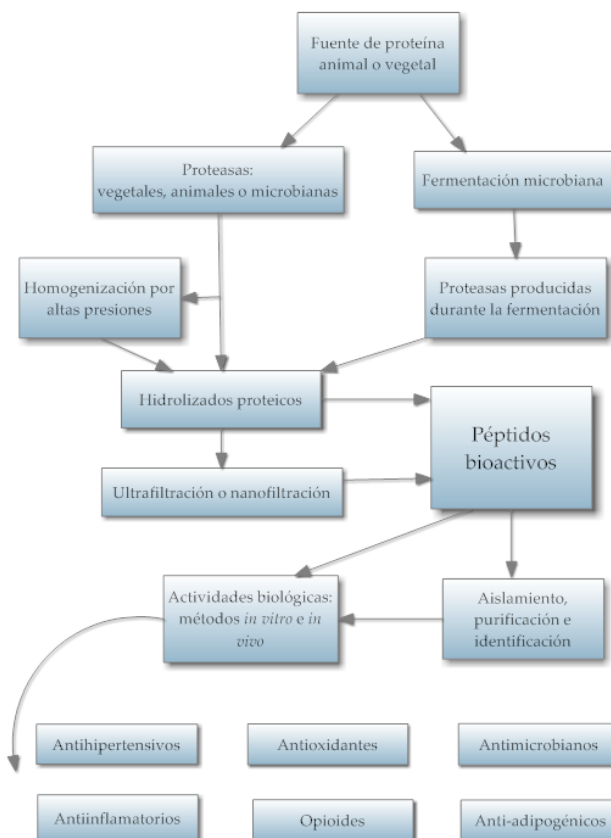 Fuente de proteína
animal o vegetal
Proteasas:
vegetales, animales o microbianas
Fermentación microbiana
Homogenización por
altas presiones
Proteasas producidas
durante la fermentación
Hidrolizados proteicos
Péptidos
bioactivos
Ultrafiltración o nanofiltración
Actividades biológicas:
métodos in vitro e in
vivo
Aislamiento,
purificación e
identificación
Antihipertensivos
Antioxidantes
Antimicrobianos
Antiinflamatorios
Opioides
Anti-adipogénicos